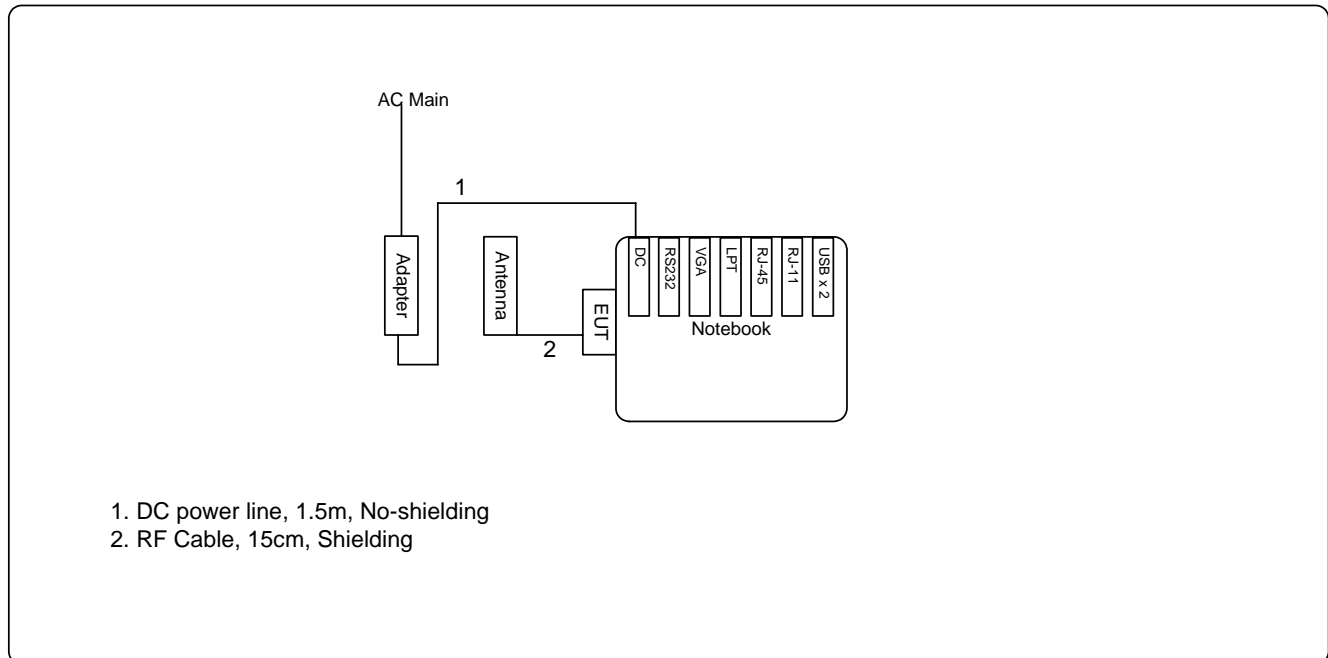 AC Main
1
Adapter
Antenna
2
EUT
DC
RS232
VGA
LPT
RJ-45
RJ-11
USB x 2
Notebook
1. DC power line, 1.5m, No-shielding
2. RF Cable, 15cm, Shielding